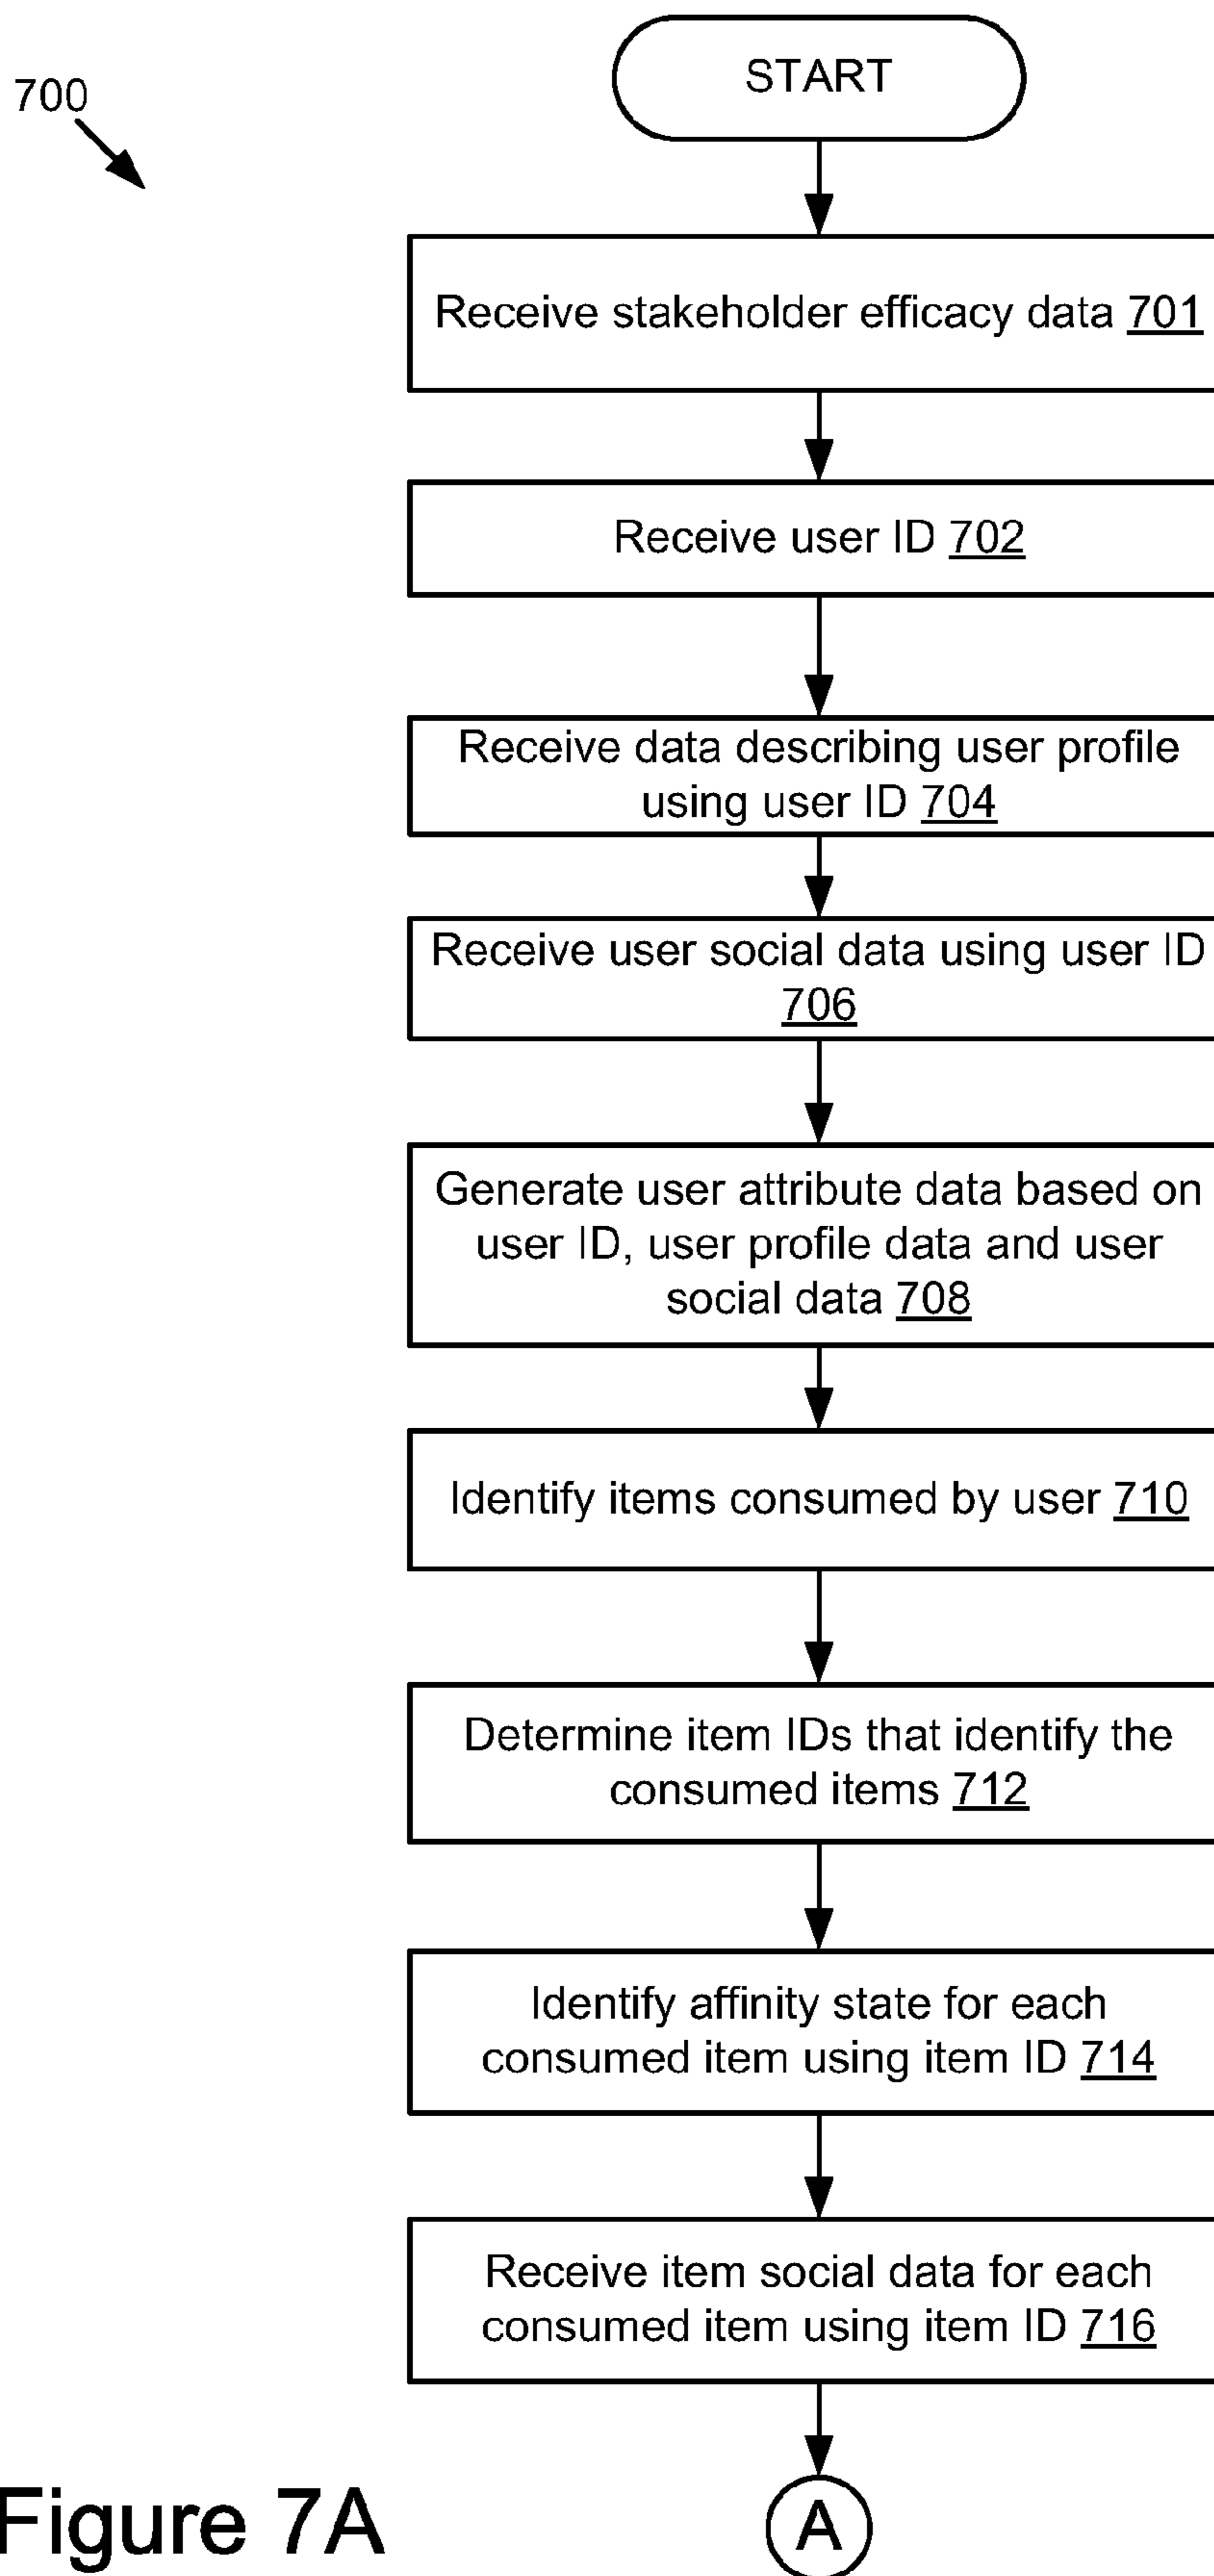 700
START
Receive stakeholder efficacy data 701
Receive user ID 702
Receive data describing user profile
using user ID 704
Receive user social data using user ID
706
Generate user attribute data based on
user ID, user profile data and user
social data 708
Identify items consumed by user 710
Determine item IDs that identify the
consumed items 712
Identify affinity state for each
consumed item using item ID 714
Receive item social data for each
consumed item using item ID 716
A
Figure 7A